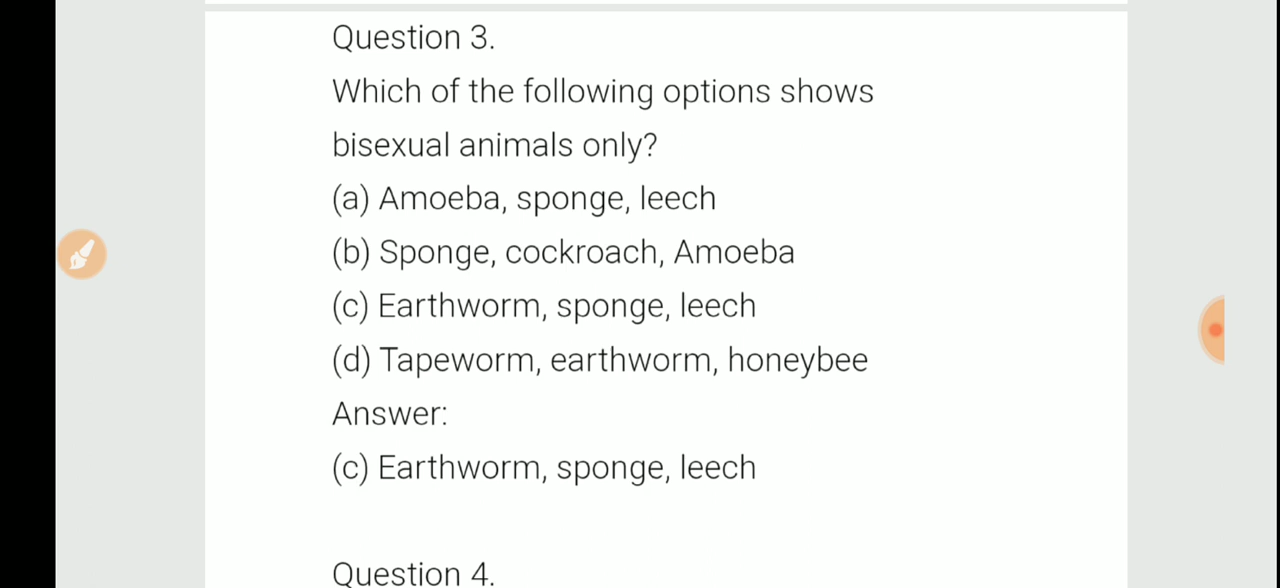 Question 3.
Which of the following options shows
bisexual animals only?
(a) Amoeba, sponge, leech
(b) Sponge, cockroach, Amoeba
(c) Earthworm, sponge, leech
(d) Tapeworm, earthworm, honeybee
Answer:
(c) Earthworm, sponge, leech
Question 4.